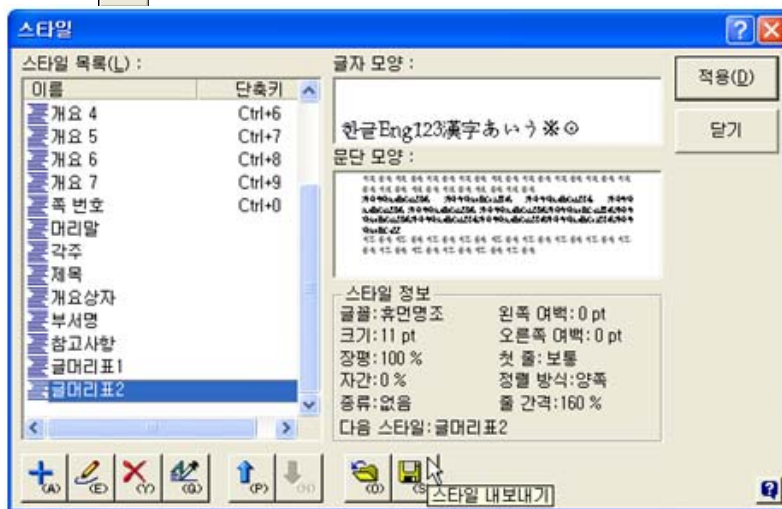 스타일
스타일 목록(L) :
이름 단축키
개요 4 Ctrl+6
개요 5 Ctrl+7
개요 6 Ctrl+8
개요 7 Ctrl+9
쪽 번호 Ctrl+0
머리말
각주
제목
개요상자
부서명
참고사항
글머리표1
글머리표2
글자 모양 :
한글Eng123漢字あいう※⊙
문단 모양 :
스타일 정보
글꼴:휴먼명조 왼쪽 여백:0 pt
크기:11 pt 오른쪽 여백:0 pt
장평:100 % 첫 줄:보통
자간:0 % 정렬 방식:양쪽
종류:없음 줄 간격:160 %
다음 스타일:글머리표2
적용(D)
닫기
(A) (E) (Y) (G) (P) (O) (S)
스타일 내보내기